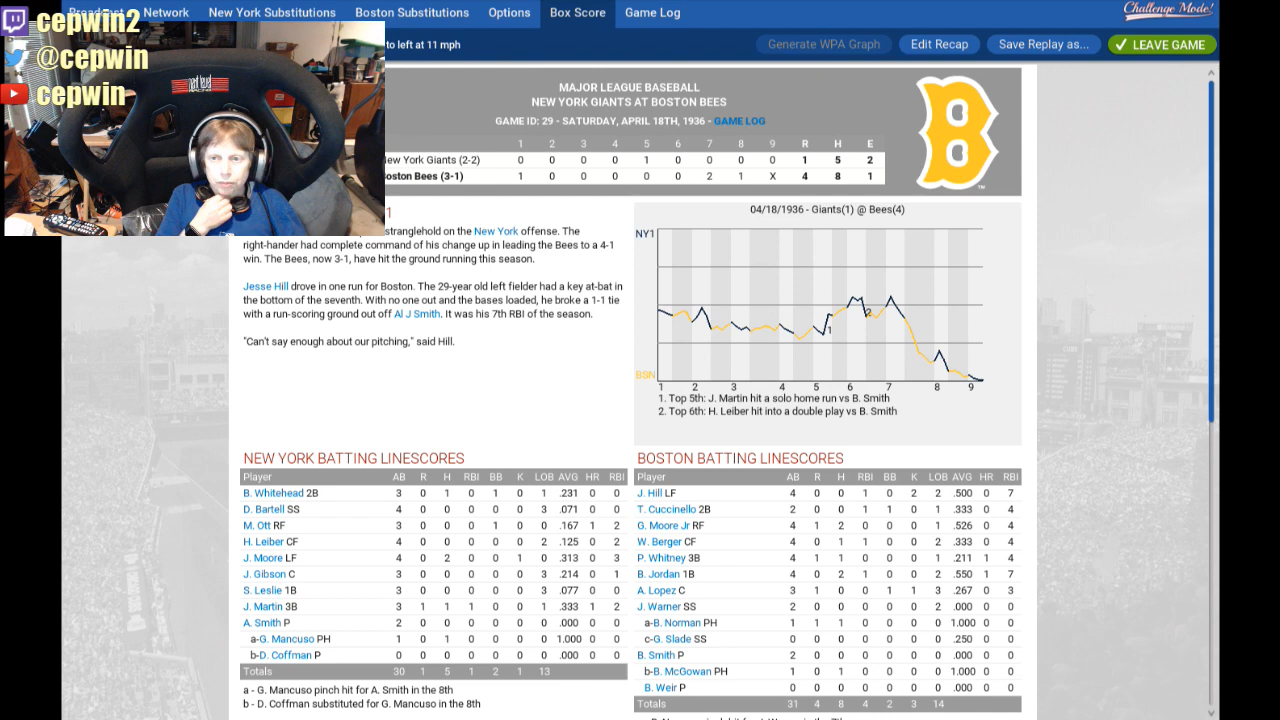 Broadcast Network New York Substitutions Boston Substitutions Options Box Score Game Log
Challenge Mode!
cepwin2
@cepwin
cepwin
to left at 11 mph
Generate WPA Graph Edit Recap Save Replay as... ✓ LEAVE GAME
NEXT LEVEL RACING
MAJOR LEAGUE BASEBALL
NEW YORK GIANTS AT BOSTON BEES
GAME ID: 29 - SATURDAY, APRIL 18TH, 1936 - GAME LOG
B
1 2 3 4 5 6 7 8 9 R H E
New York Giants (2-2) 0 0 0 0 1 0 0 0 0 1 5 2
Boston Bees (3-1) 1 0 0 0 0 0 2 1 X 4 8 1
1
stranglehold on the New York offense. The
right-hander had complete command of his change up in leading the Bees to a 4-1
win. The Bees, now 3-1, have hit the ground running this season.
Jesse Hill drove in one run for Boston. The 29-year old left fielder had a key at-bat in
the bottom of the seventh. With no one out and the bases loaded, he broke a 1-1 tie
with a run-scoring ground out off Al J Smith. It was his 7th RBI of the season.
"Can't say enough about our pitching," said Hill.
04/18/1936 - Giants(1) @ Bees(4)
NY1
1
2
BSN
1 2 3 4 5 6 7 8 9
1. Top 5th: J. Martin hit a solo home run vs B. Smith
2. Top 6th: H. Leiber hit into a double play vs B. Smith
NEW YORK BATTING LINESCORES
Player AB R H RBI BB K LOB AVG HR RBI
B. Whitehead 2B 3 0 1 0 1 0 1 .231 0 0
D. Bartell SS 4 0 0 0 0 0 3 .071 0 0
M. Ott RF 3 0 0 0 1 0 0 .167 1 2
H. Leiber CF 4 0 0 0 0 0 2 .125 0 2
J. Moore LF 4 0 2 0 0 1 0 .313 0 3
J. Gibson C 3 0 0 0 0 0 3 .214 0 1
S. Leslie 1B 3 0 0 0 0 0 3 .077 0 0
J. Martin 3B 3 1 1 1 0 0 1 .333 1 2
A. Smith P 2 0 0 0 0 0 0 .000 0 0
a-G. Mancuso PH 1 0 1 0 0 0 0 1.000 0 0
b-D. Coffman P 0 0 0 0 0 0 0 .000 0 0
Totals 30 1 5 1 2 1 13
a - G. Mancuso pinch hit for A. Smith in the 8th
b - D. Coffman substituted for G. Mancuso in the 8th
BOSTON BATTING LINESCORES
Player AB R H RBI BB K LOB AVG HR RBI
J. Hill LF 4 0 0 1 0 2 2 .500 0 7
T. Cuccinello 2B 2 0 0 1 1 0 1 .333 0 4
G. Moore Jr RF 4 1 2 0 0 0 1 .526 0 4
W. Berger CF 4 0 1 1 0 0 2 .333 0 4
P. Whitney 3B 4 1 1 0 0 0 1 .211 1 4
B. Jordan 1B 4 0 2 1 0 0 2 .550 1 7
A. Lopez C 3 1 0 0 1 1 3 .267 0 3
J. Warner SS 2 0 0 0 0 0 2 .000 0 0
a-B. Norman PH 1 1 1 0 0 0 0 1.000 0 0
c-G. Slade SS 0 0 0 0 0 0 0 .250 0 0
B. Smith P 2 0 0 0 0 0 0 .000 0 0
b-B. McGowan PH 1 0 1 0 0 0 0 1.000 0 0
B. Weir P 0 0 0 0 0 0 0 .000 0 0
Totals 31 4 8 4 2 3 14